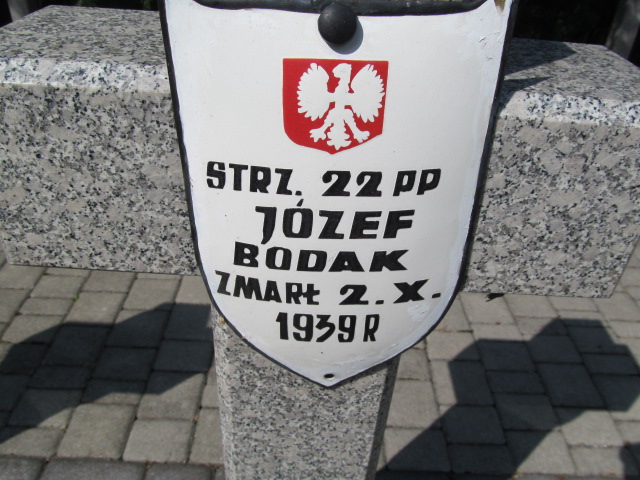 STRZ. 22 PP
JÓZEF
BODAK
ZMARŁ 2.X.
1939 R